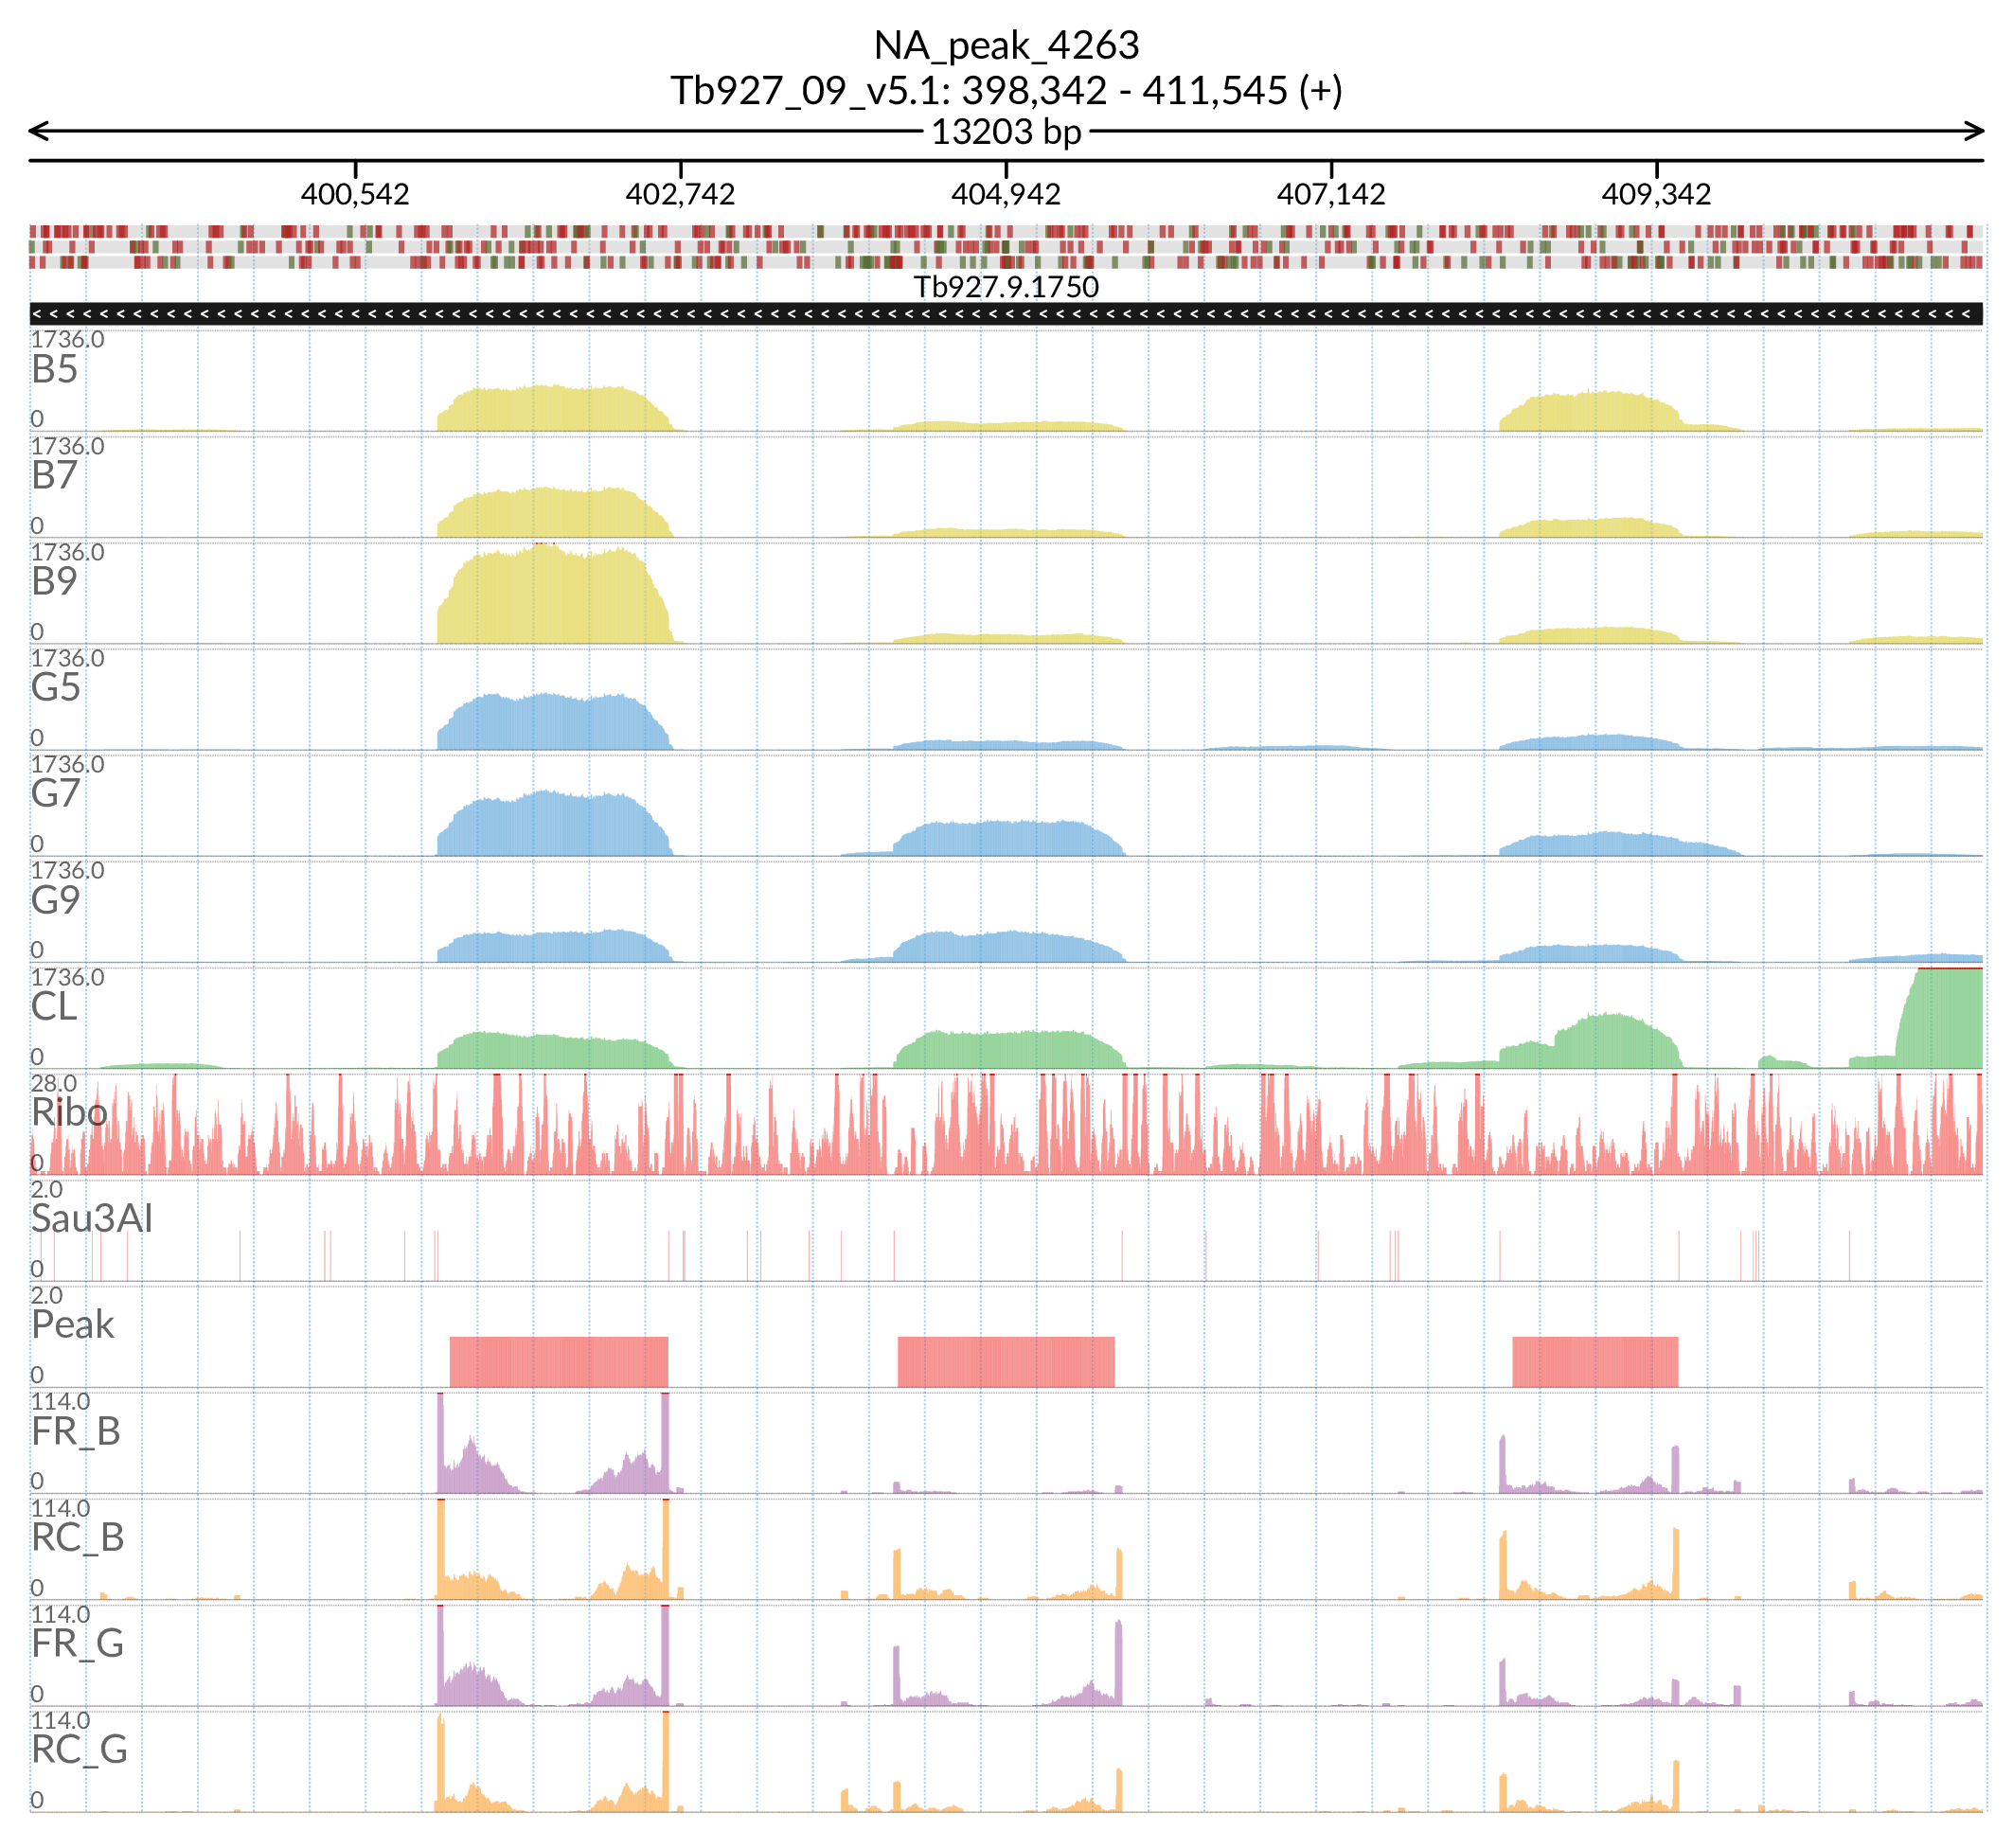 NA_peak_4263
Tb927_09_v5.1: 398,342 - 411,545 (+)
13203 bp
400,542 402,742 404,942 407,142 409,342
Tb927.9.1750
1736.0
B5
0
1736.0
B7
0
1736.0
B9
0
1736.0
G5
0
1736.0
G7
0
1736.0
G9
0
1736.0
CL
0
28.0
Ribo
0
2.0
Sau3AI
0
2.0
Peak
0
114.0
FR_B
0
114.0
RC_B
0
114.0
FR_G
0
114.0
RC_G
0